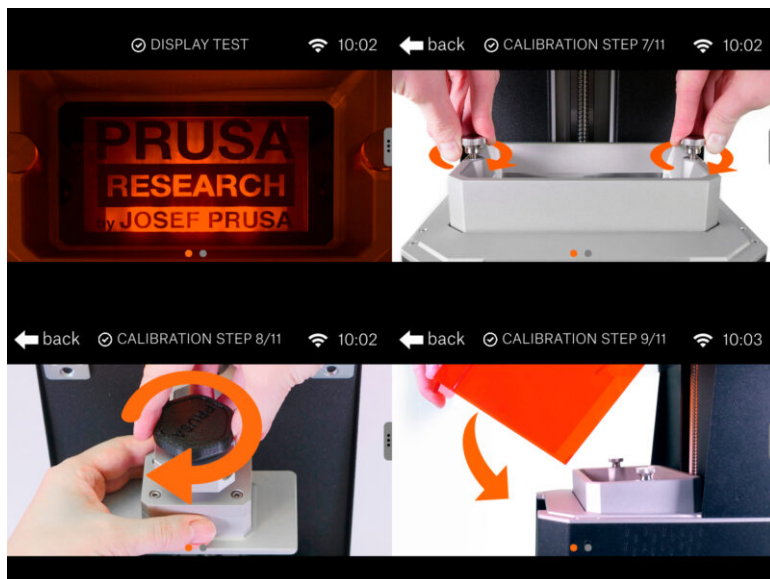 DISPLAY TEST 10:02
PRUSA
RESEARCH
by JOSEF PRUSA
back CALIBRATION STEP 7/11 10:02
back CALIBRATION STEP 8/11 10:02
PRUSA
back CALIBRATION STEP 9/11 10:03